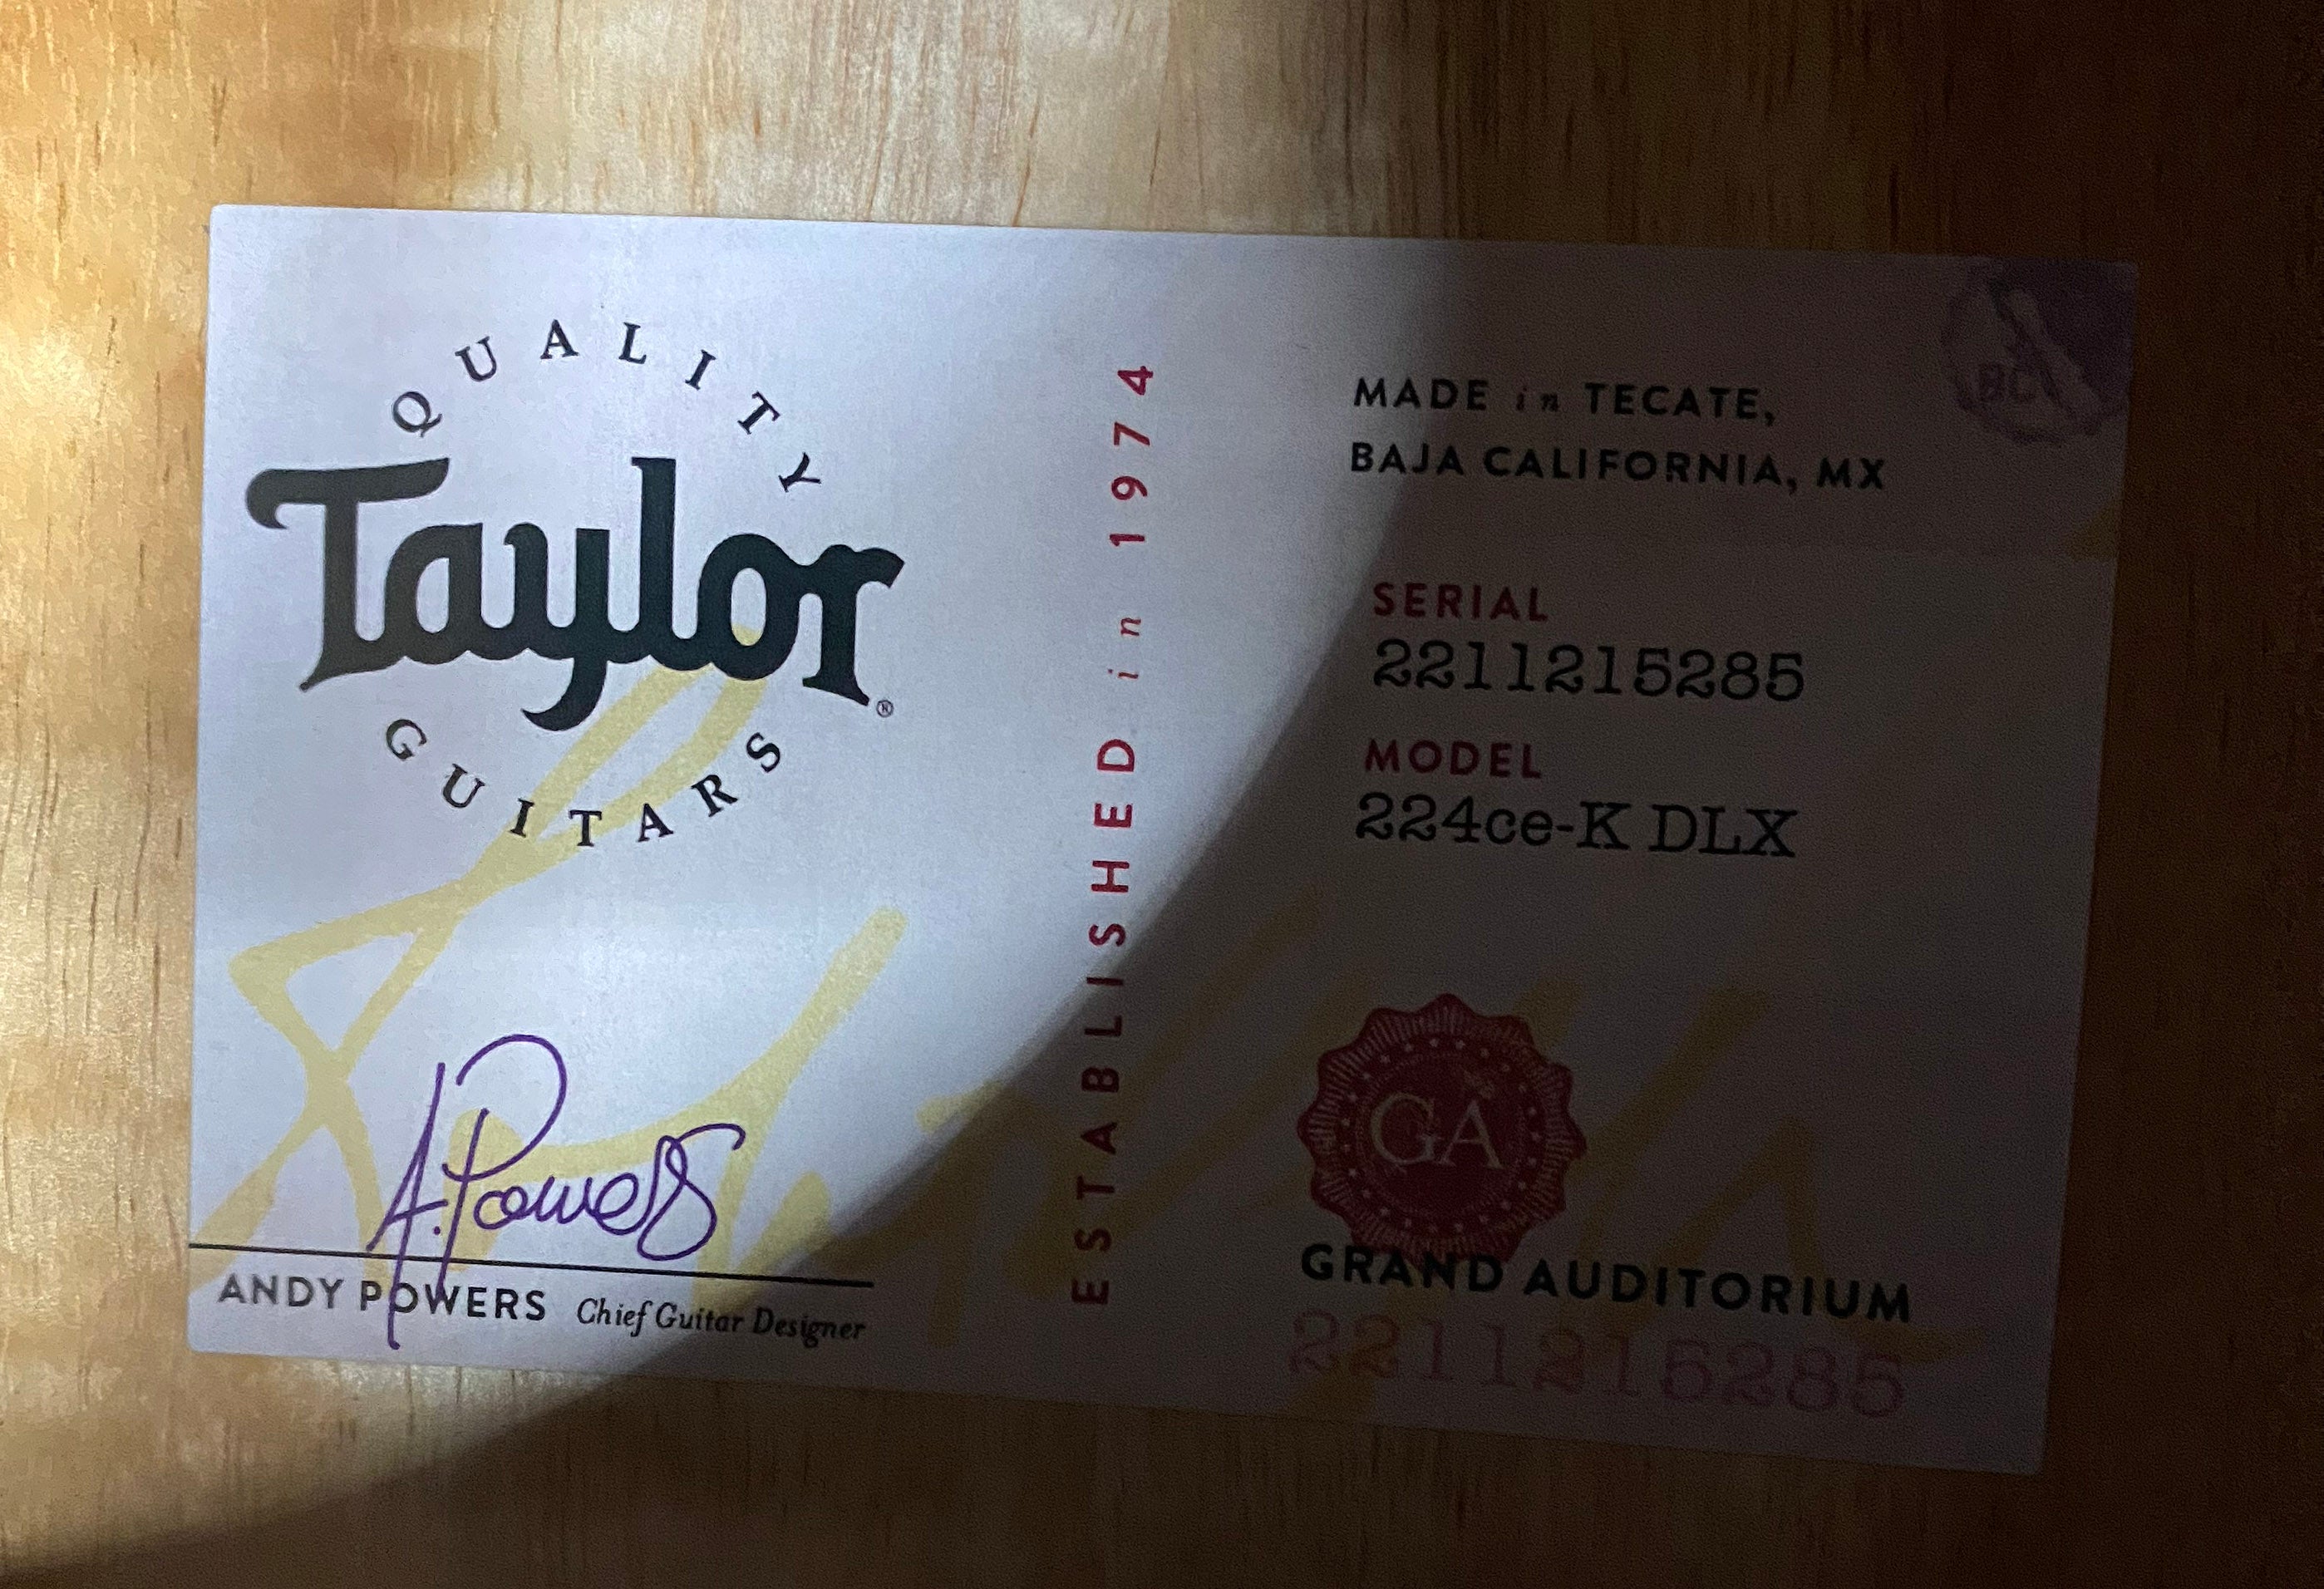 QUALITY
Taylor®
GUITARS
A. Powers
ANDY POWERS Chief Guitar Designer
ESTABLISHED in 1974
MADE in TECATE,
BAJA CALIFORNIA, MX
SERIAL
2211215285
MODEL
224ce-K DLX
GA
GRAND AUDITORIUM
2211215285